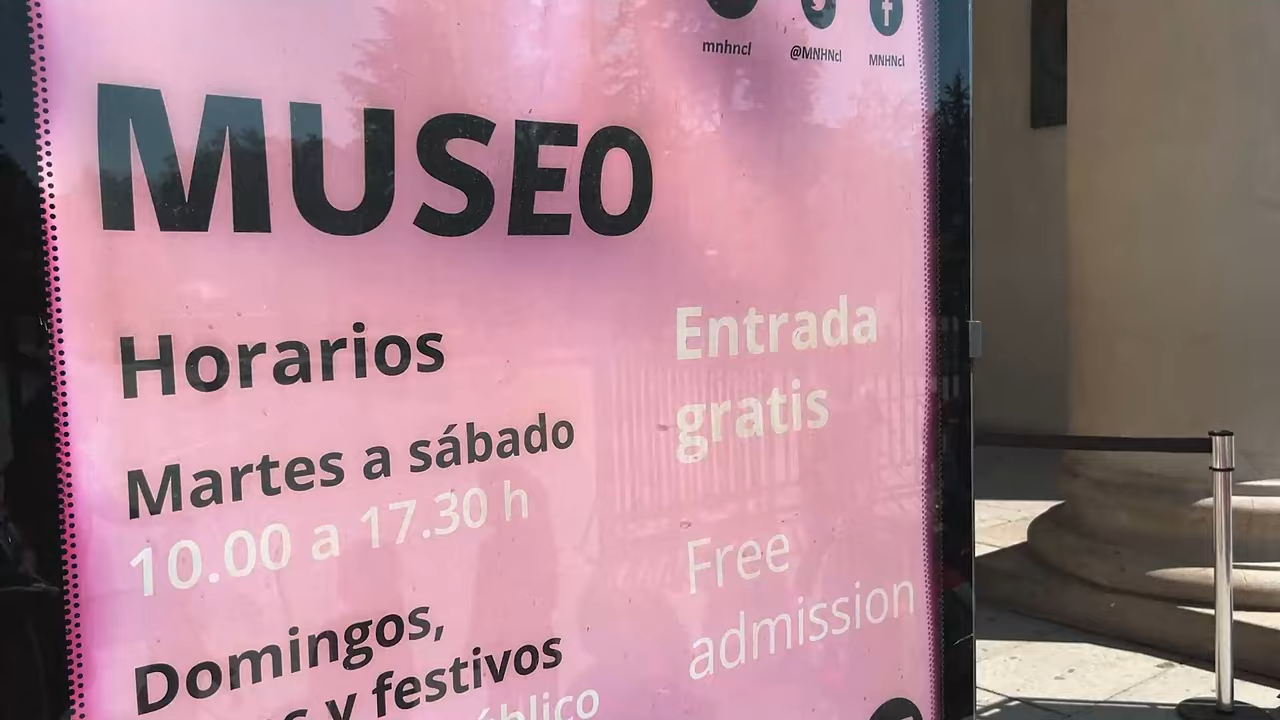 mnhncl @MNHNcl MNHNcl
MUSEO
Horarios
Martes a sábado
10.00 a 17.30 h
Domingos,
y festivos
Entrada
gratis
Free
admission